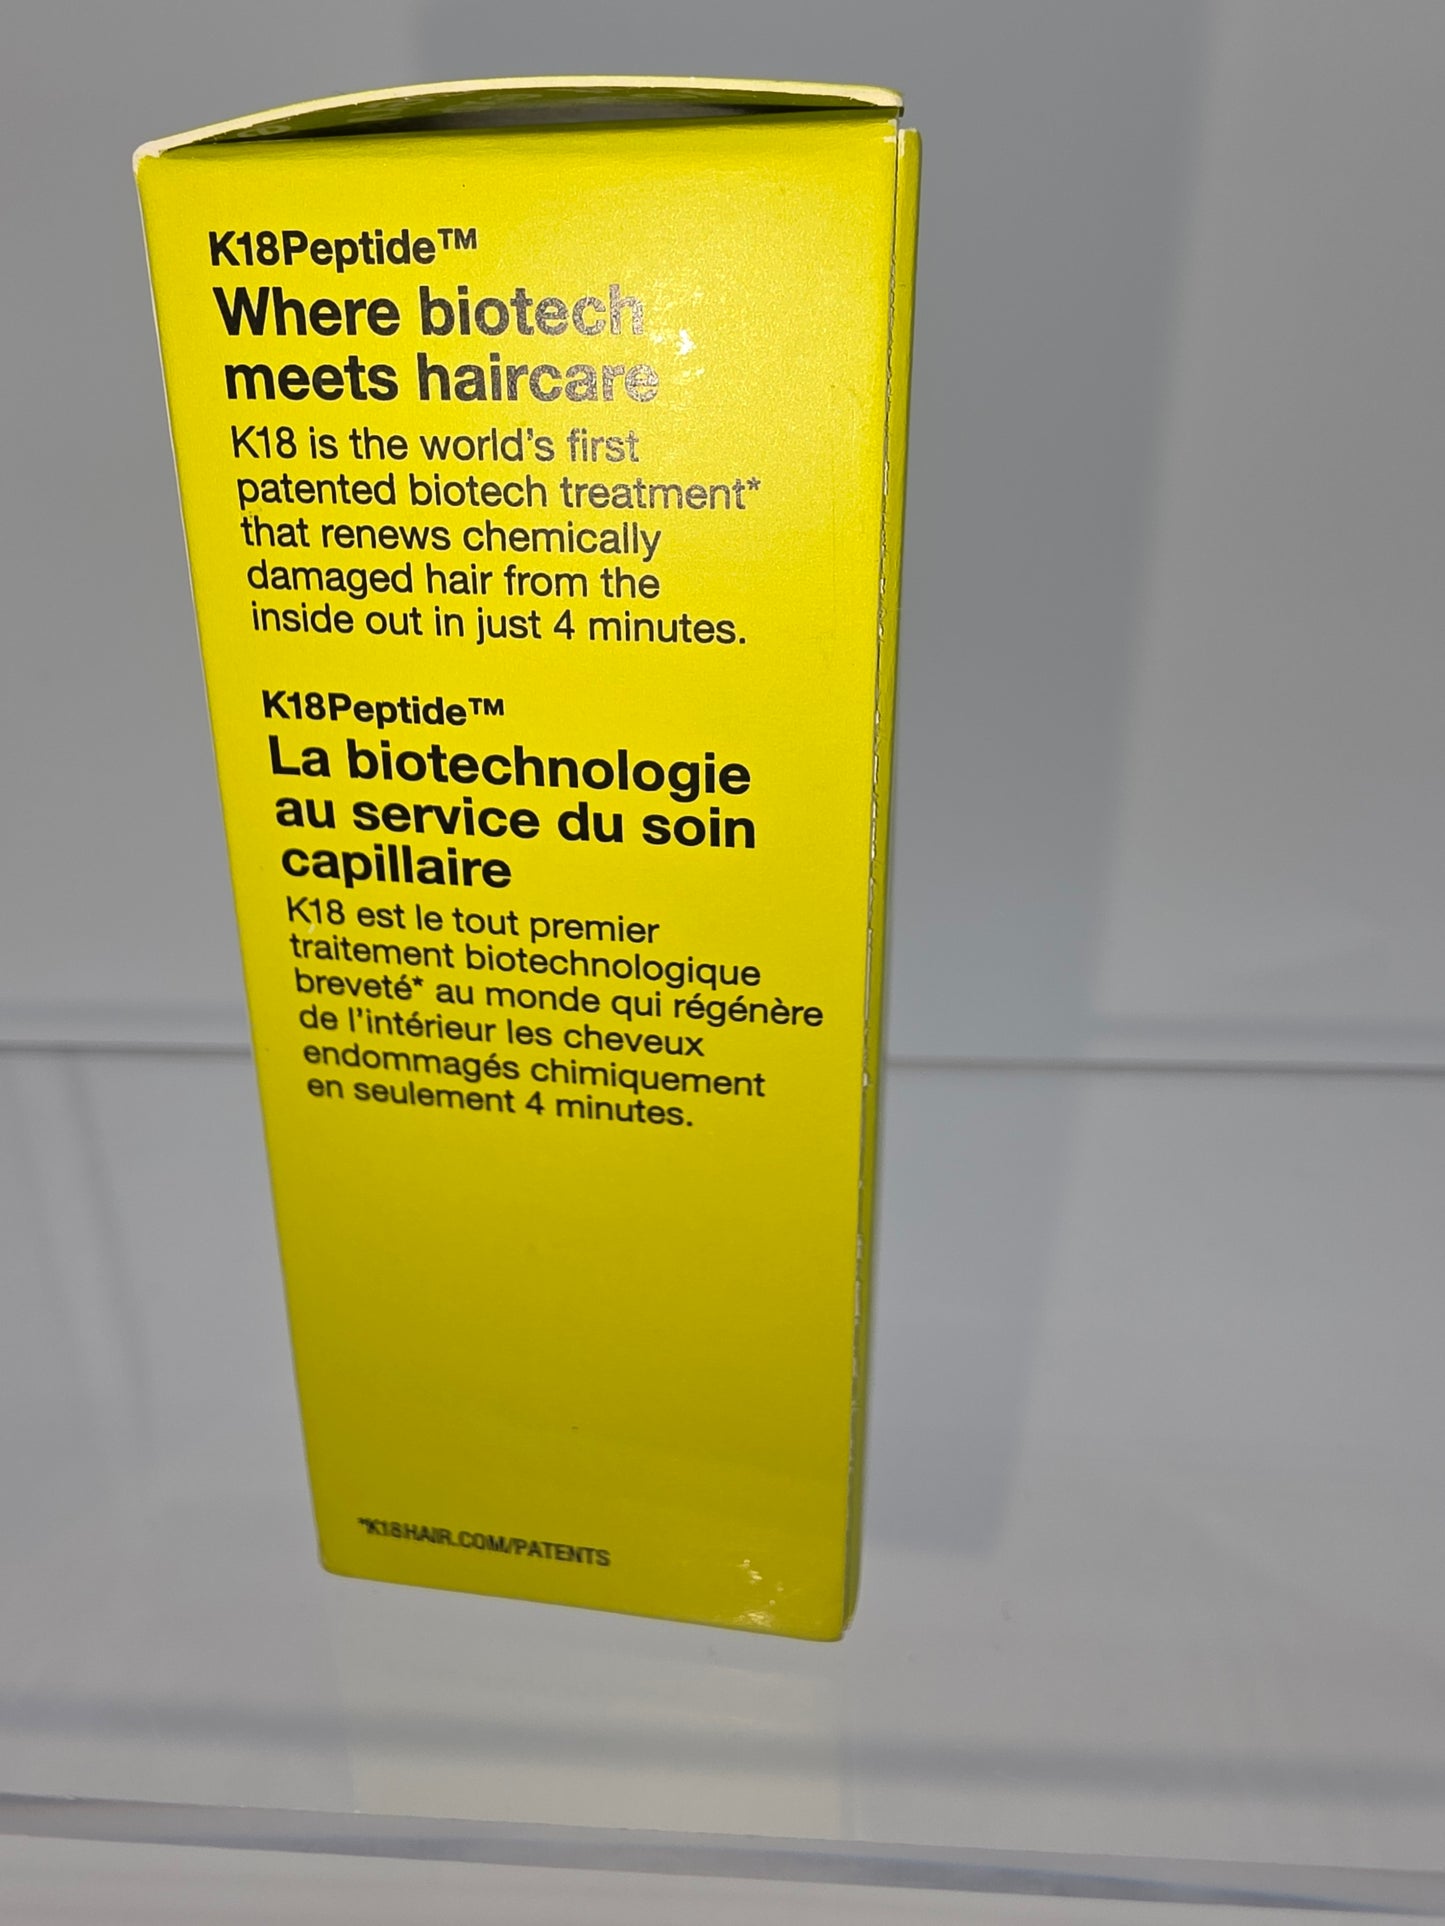 K18Peptide™
Where biotech
meets haircare
K18 is the world's first
patented biotech treatment*
that renews chemically
damaged hair from the
inside out in just 4 minutes.
K18Peptide™
La biotechnologie
au service du soin
capillaire
K18 est le tout premier
traitement biotechnologique
breveté* au monde qui régénère
de l'intérieur les cheveux
endommagés chimiquement
en seulement 4 minutes.
*K18HAIR.COM/PATENTS